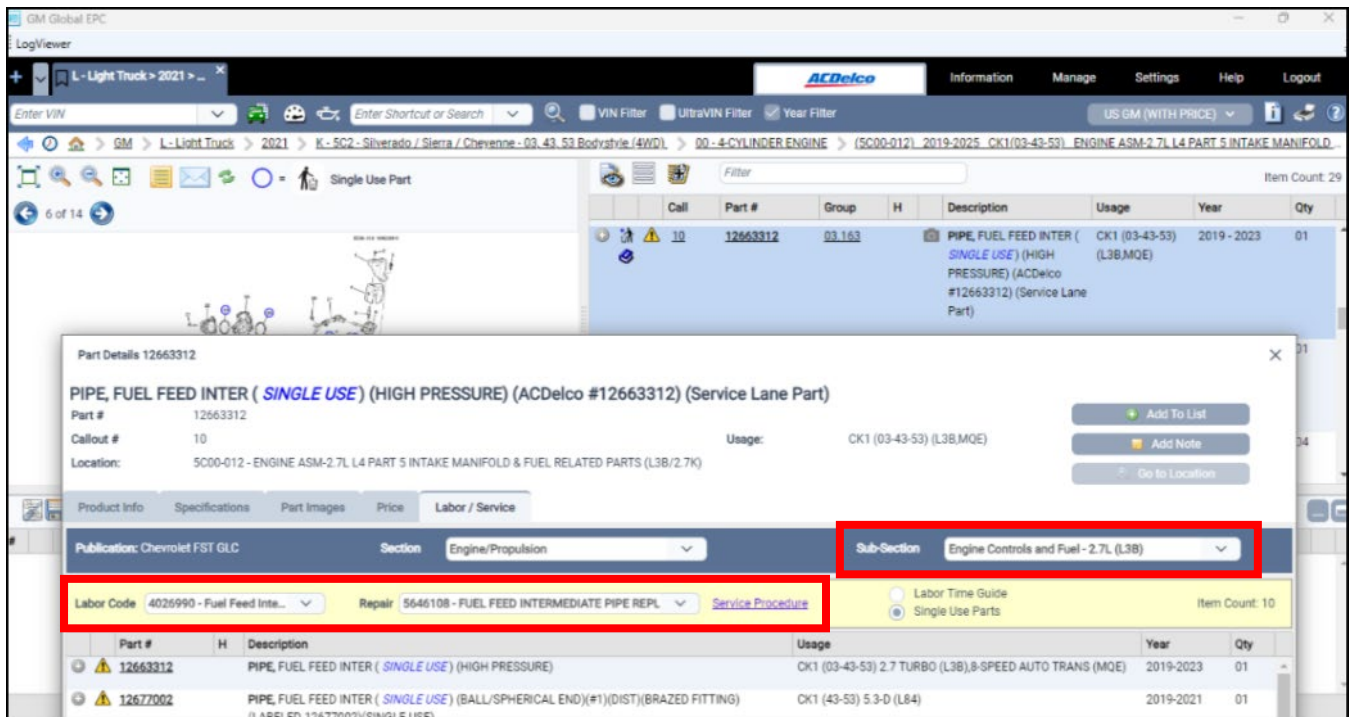 GM Global EPC
LogViewer
L - Light Truck > 2021 > ...
ACDelco
Information Manage Settings Help Logout
Enter VIN
Enter Shortcut or Search
VIN Filter UltraVIN Filter Year Filter
US GM (WITH PRICE)
GM > L - Light Truck > 2021 > K - 5C2 - Silverado / Sierra / Cheyenne - 03, 43, 53 Bodystyle (4WD) > 00 - 4-CYLINDER ENGINE > (5C00-012) 2019-2025 CK1(03-43-53) ENGINE ASM-2.7L L4 PART 5 INTAKE MANIFOLD ...
= Single Use Part
Filter
Item Count: 29
6 of 14
Call Part # Group H Description Usage Year Qty
10 12663312 03.163 PIPE, FUEL FEED INTER ( CK1 (03-43-53) 2019 - 2023 01
SINGLE USE ) (HIGH (L3B,MQE)
PRESSURE) (ACDelco
#12663312) (Service Lane
Part)
Part Details 12663312
PIPE, FUEL FEED INTER ( SINGLE USE ) (HIGH PRESSURE) (ACDelco #12663312) (Service Lane Part)
Part # 12663312
Add To List
Callout # 10
Usage: CK1 (03-43-53) (L3B,MQE)
Add Note
Location: 5C00-012 - ENGINE ASM-2.7L L4 PART 5 INTAKE MANIFOLD & FUEL RELATED PARTS (L3B/2.7K)
Go to Location
Product Info Specifications Part Images Price Labor / Service
Publication: Chevrolet FST GLC Section Engine/Propulsion Sub-Section Engine Controls and Fuel - 2.7L (L3B)
Labor Code 4026990 - Fuel Feed Inte... Repair 5646108 - FUEL FEED INTERMEDIATE PIPE REPL Service Procedure
Labor Time Guide
Single Use Parts
Item Count: 10
Part # H Description Usage Year Qty
12663312 PIPE, FUEL FEED INTER ( SINGLE USE ) (HIGH PRESSURE) CK1 (03-43-53) 2.7 TURBO (L3B),8-SPEED AUTO TRANS (MQE) 2019-2023 01
12677002 PIPE, FUEL FEED INTER ( SINGLE USE ) (BALL/SPHERICAL END)(#1)(DIST)(BRAZED FITTING) CK1 (43-53) 5.3-D (L84) 2019-2021 01
(LABELED 12677002)(SINGLE USE)